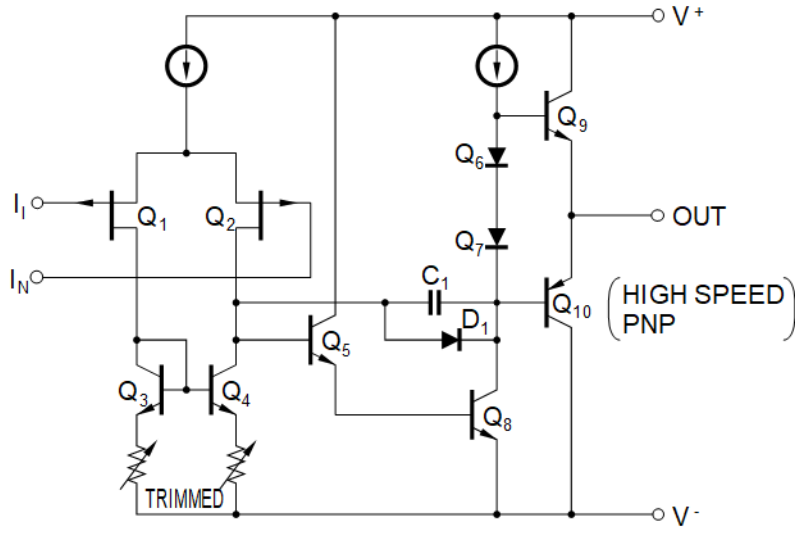 V+
Q9
Q6
II
Q1
Q2
OUT
Q7
IN
C1
Q10
HIGH SPEED
PNP
D1
Q5
Q3
Q4
Q8
TRIMMED
V-